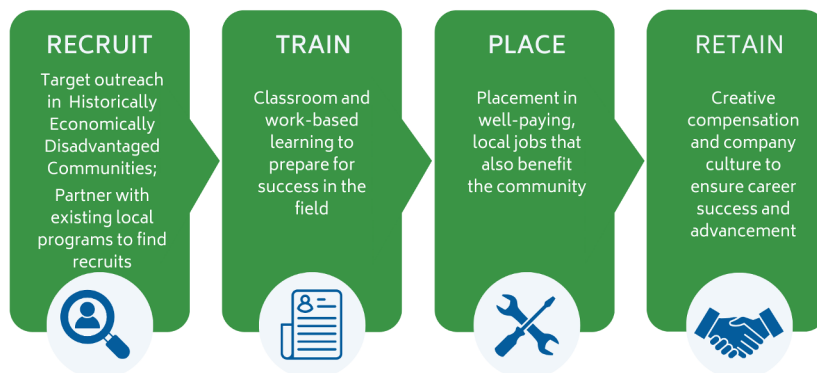 RECRUIT
Target outreach
in Historically
Economically
Disadvantaged
Communities;
Partner with
existing local
programs to find
recruits
TRAIN
Classroom and
work-based
learning to
prepare for
success in the
field
PLACE
Placement in
well-paying,
local jobs that
also benefit
the community
RETAIN
Creative
compensation
and company
culture to
ensure career
success and
advancement